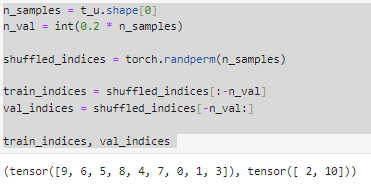 n_samples = t_u.shape[0]
n_val = int(0.2 * n_samples)
shuffled_indices = torch.randperm(n_samples)
train_indices = shuffled_indices[:-n_val]
val_indices = shuffled_indices[-n_val:]
train_indices, val_indices
(tensor([9, 6, 5, 8, 4, 7, 0, 1, 3]), tensor([ 2, 10]))